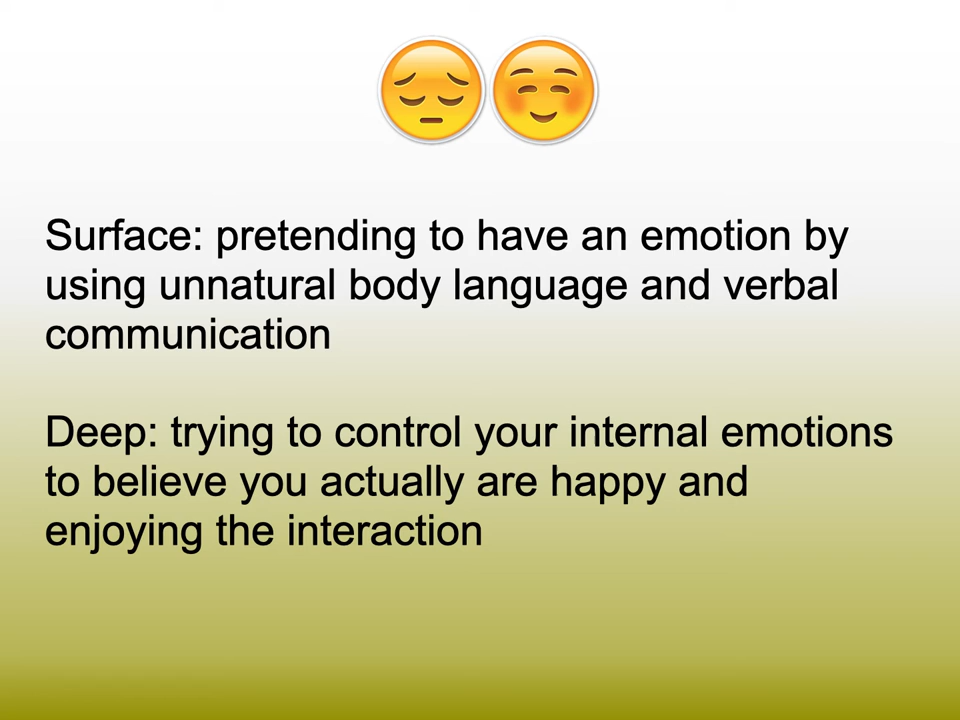 Surface: pretending to have an emotion by
using unnatural body language and verbal
communication
Deep: trying to control your internal emotions
to believe you actually are happy and
enjoying the interaction